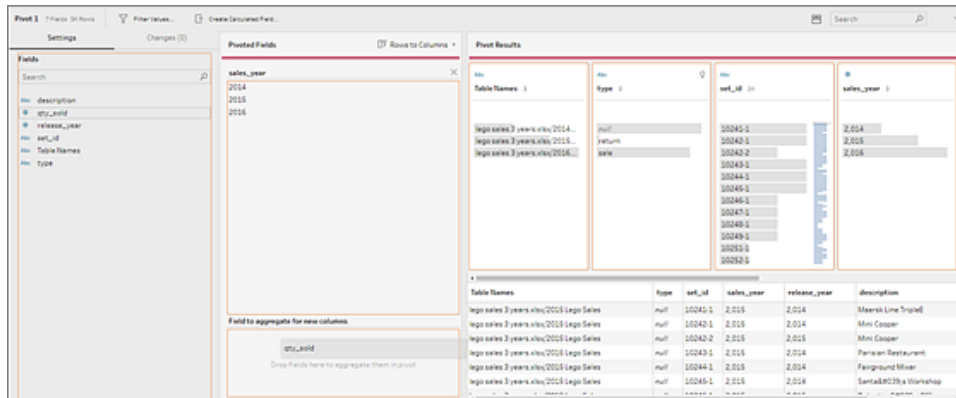 Pivot 1 7 Fields 3K Rows Filter Values... Create Calculated Field... Search
Settings Changes (0)
Fields
Search
Abc description
# qty_sold
# release_year
Abc set_id
Abc Table Names
Abc type
Pivoted Fields Rows to Columns
sales_year
2014
2015
2016
Field to aggregate for new columns
qty_sold
Drop fields here to aggregate them in pivot
Pivot Results
Abc
Table Names 3
lego sales 3 years.xlsx/2014...
lego sales 3 years.xlsx/2015...
lego sales 3 years.xlsx/2016...
Abc
type 3
null
return
sale
Abc
set_id 2K
10241-1
10242-1
10242-2
10243-1
10244-1
10245-1
10246-1
10247-1
10248-1
10249-1
10251-1
10252-1
#
sales_year 3
2,014
2,015
2,016
Table Names type set_id sales_year release_year description
lego sales 3 years.xlsx/2015 Lego Sales null 10241-1 2,015 2,014 Maersk Line Triple
lego sales 3 years.xlsx/2015 Lego Sales null 10242-1 2,015 2,014 Mini Cooper
lego sales 3 years.xlsx/2015 Lego Sales null 10242-2 2,015 2,015 Mini Cooper
lego sales 3 years.xlsx/2015 Lego Sales null 10243-1 2,015 2,014 Parisian Restaurant
lego sales 3 years.xlsx/2015 Lego Sales null 10244-1 2,015 2,014 Fairground Mixer
lego sales 3 years.xlsx/2015 Lego Sales null 10245-1 2,015 2,014 Santa&#039;s Workshop